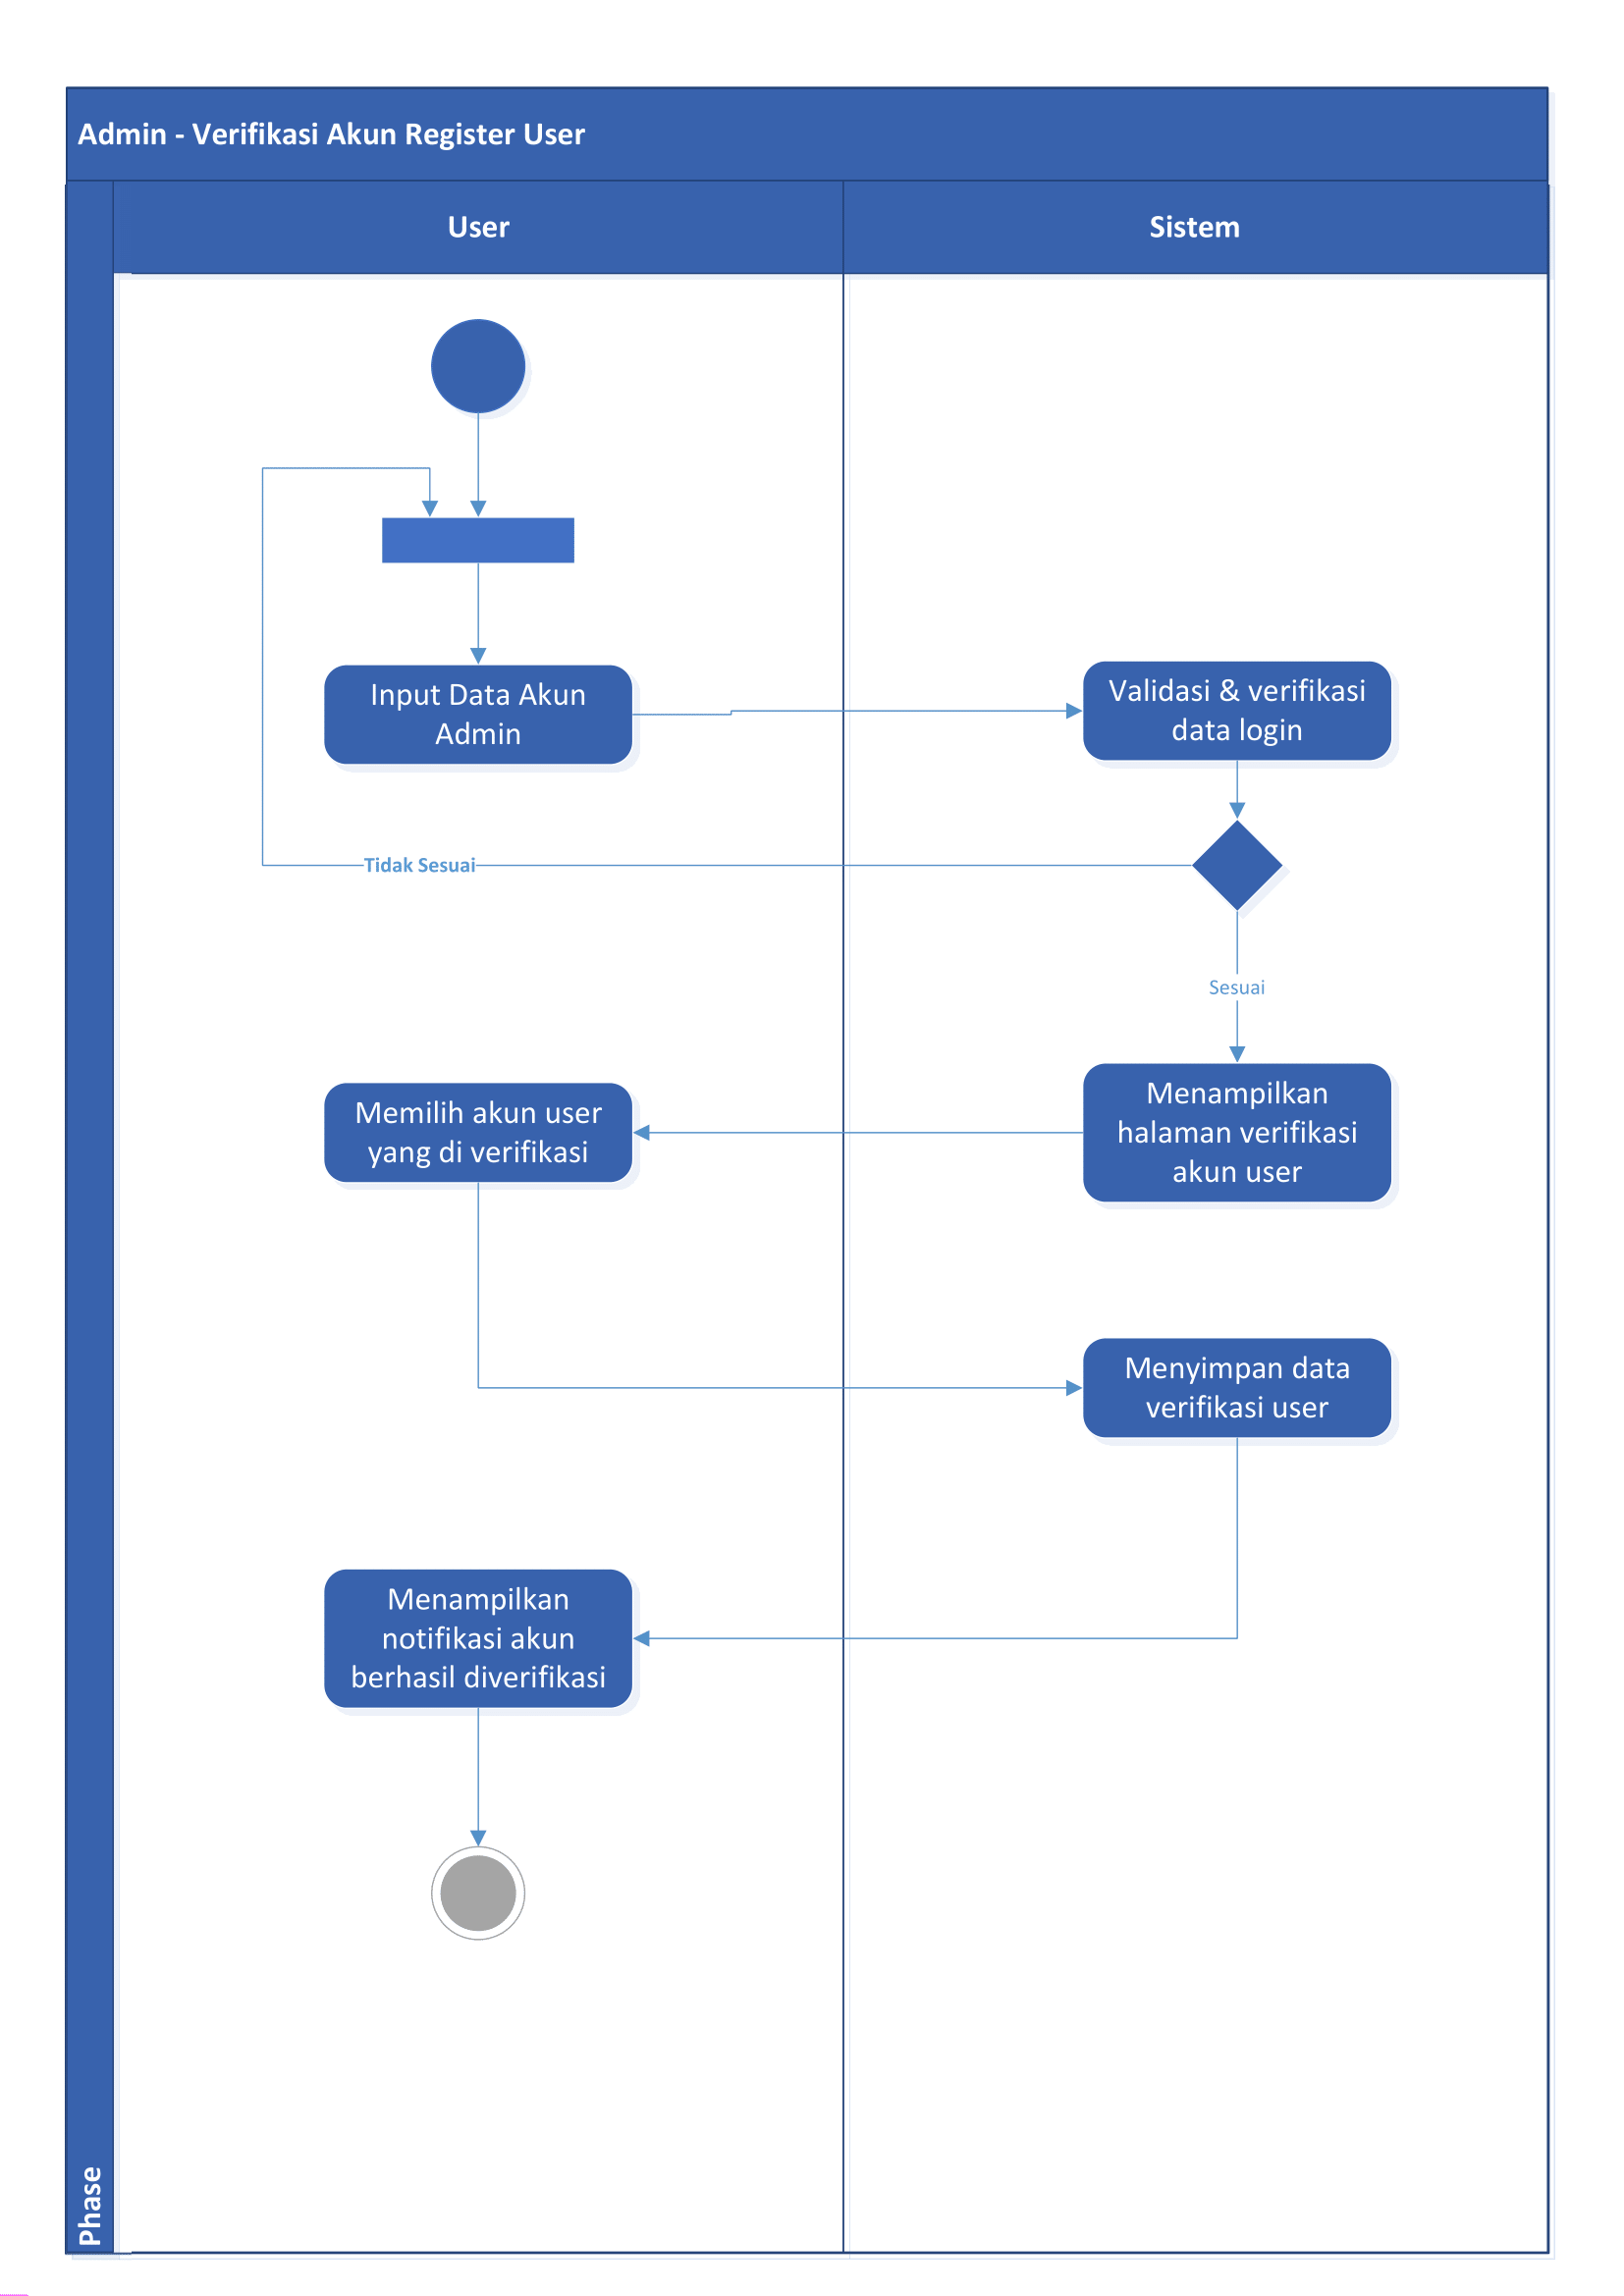 Admin - Verifikasi Akun Register User
User
Sistem
Input Data Akun
Admin
Validasi & verifikasi
data login
Tidak Sesuai
Sesuai
Menampilkan
halaman verifikasi
akun user
Memilih akun user
yang di verifikasi
Menyimpan data
verifikasi user
Menampilkan
notifikasi akun
berhasil diverifikasi
Phase